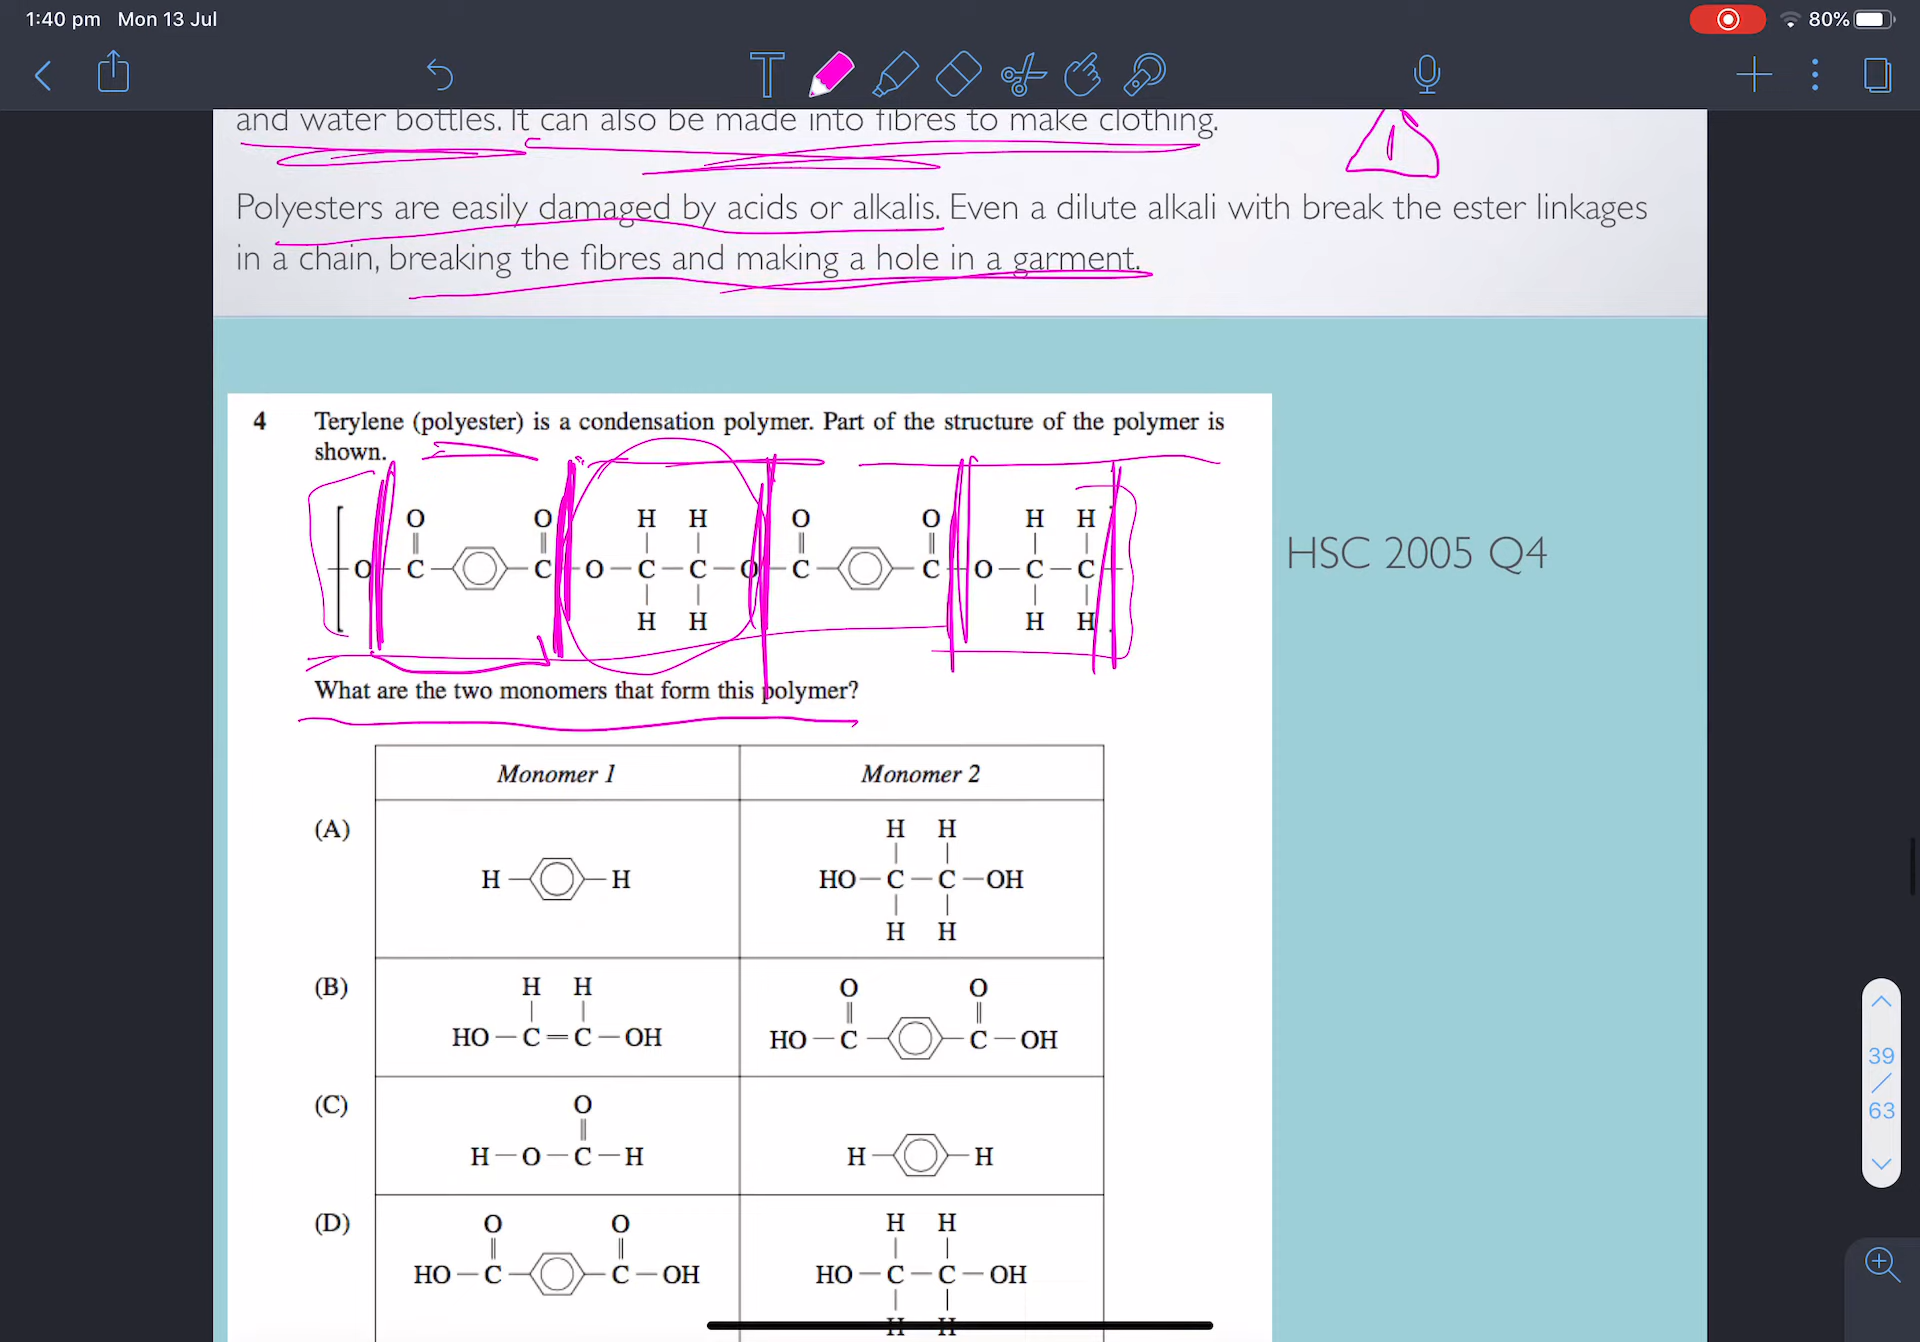 1:40 pm Mon 13 Jul
80%
T
and water bottles. It can also be made into fibres to make clothing.
Polyesters are easily damaged by acids or alkalis. Even a dilute alkali with break the ester linkages
in a chain, breaking the fibres and making a hole in a garment.
4 Terylene (polyester) is a condensation polymer. Part of the structure of the polymer is
shown.
O O H H O O H H
O C C O C C O C C O C C
H H H H
HSC 2005 Q4
What are the two monomers that form this polymer?
Monomer 1 Monomer 2
(A) H H
H H HO C C OH
H H
(B) H H O O
HO C C OH HO C C OH
(C) O
H O C H H H
(D) O O H H
HO C C OH HO C C OH
H H
39
/
63